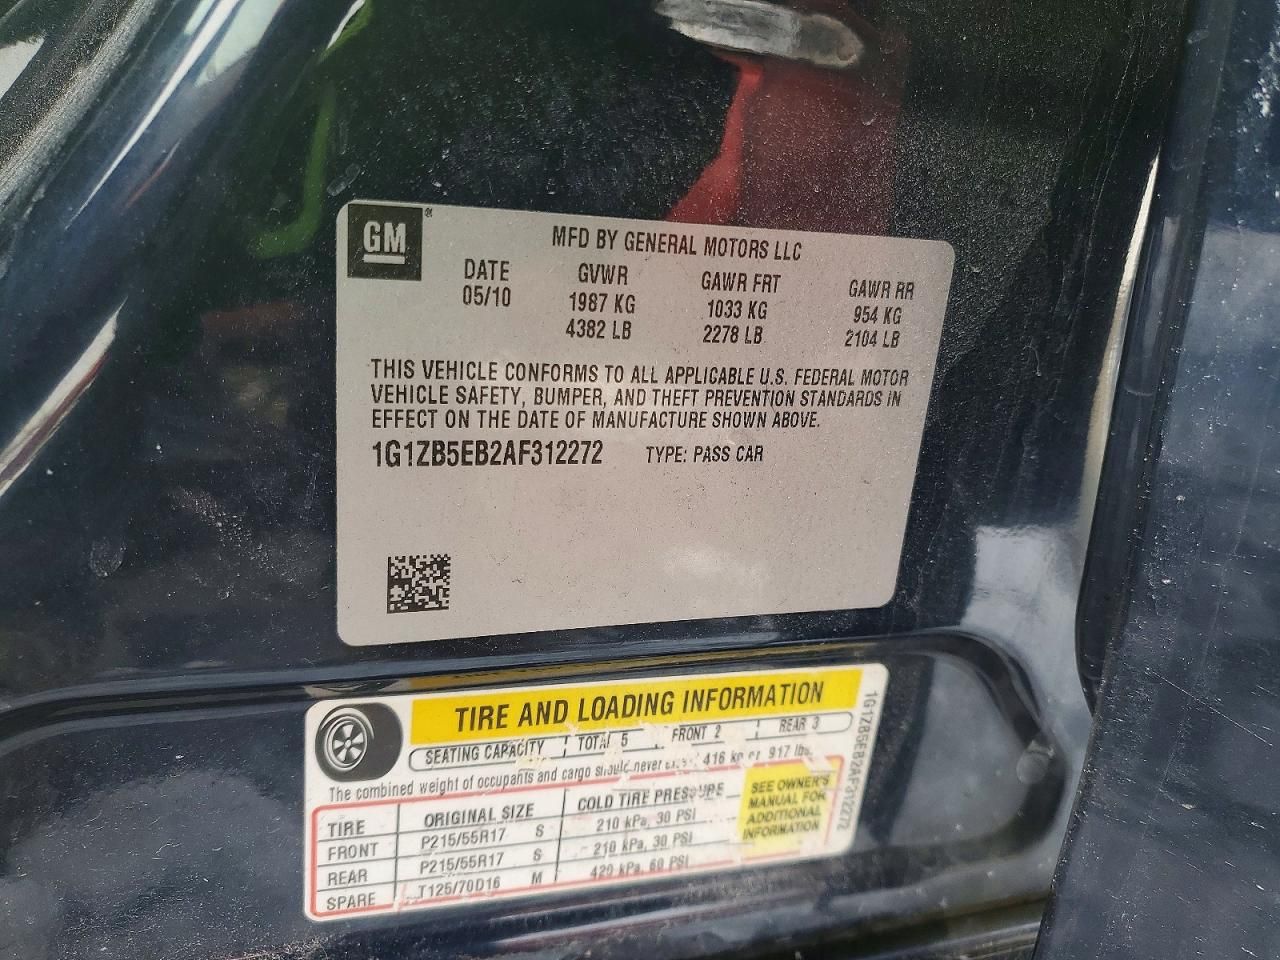 GM®
MFD BY GENERAL MOTORS LLC
DATE GVWR GAWR FRT GAWR RR
05/10 1987 KG 1033 KG 954 KG
4382 LB 2278 LB 2104 LB
THIS VEHICLE CONFORMS TO ALL APPLICABLE U.S. FEDERAL MOTOR
VEHICLE SAFETY, BUMPER, AND THEFT PREVENTION STANDARDS IN
EFFECT ON THE DATE OF MANUFACTURE SHOWN ABOVE.
1G1ZB5EB2AF312272 TYPE: PASS CAR
TIRE AND LOADING INFORMATION
SEATING CAPACITY TOTAL 5 FRONT 2 REAR 3
The combined weight of occupants and cargo should never 416 kg or 917 lbs.
TIRE ORIGINAL SIZE COLD TIRE PRESSURE
FRONT P215/55R17 S 210 kPa, 30 PSI
REAR P215/55R17 S 210 kPa, 30 PSI
SPARE T125/70D16 M 420 kPa, 60 PSI
SEE OWNER'S
MANUAL FOR
ADDITIONAL
INFORMATION
1G1ZB5EB2AF312272